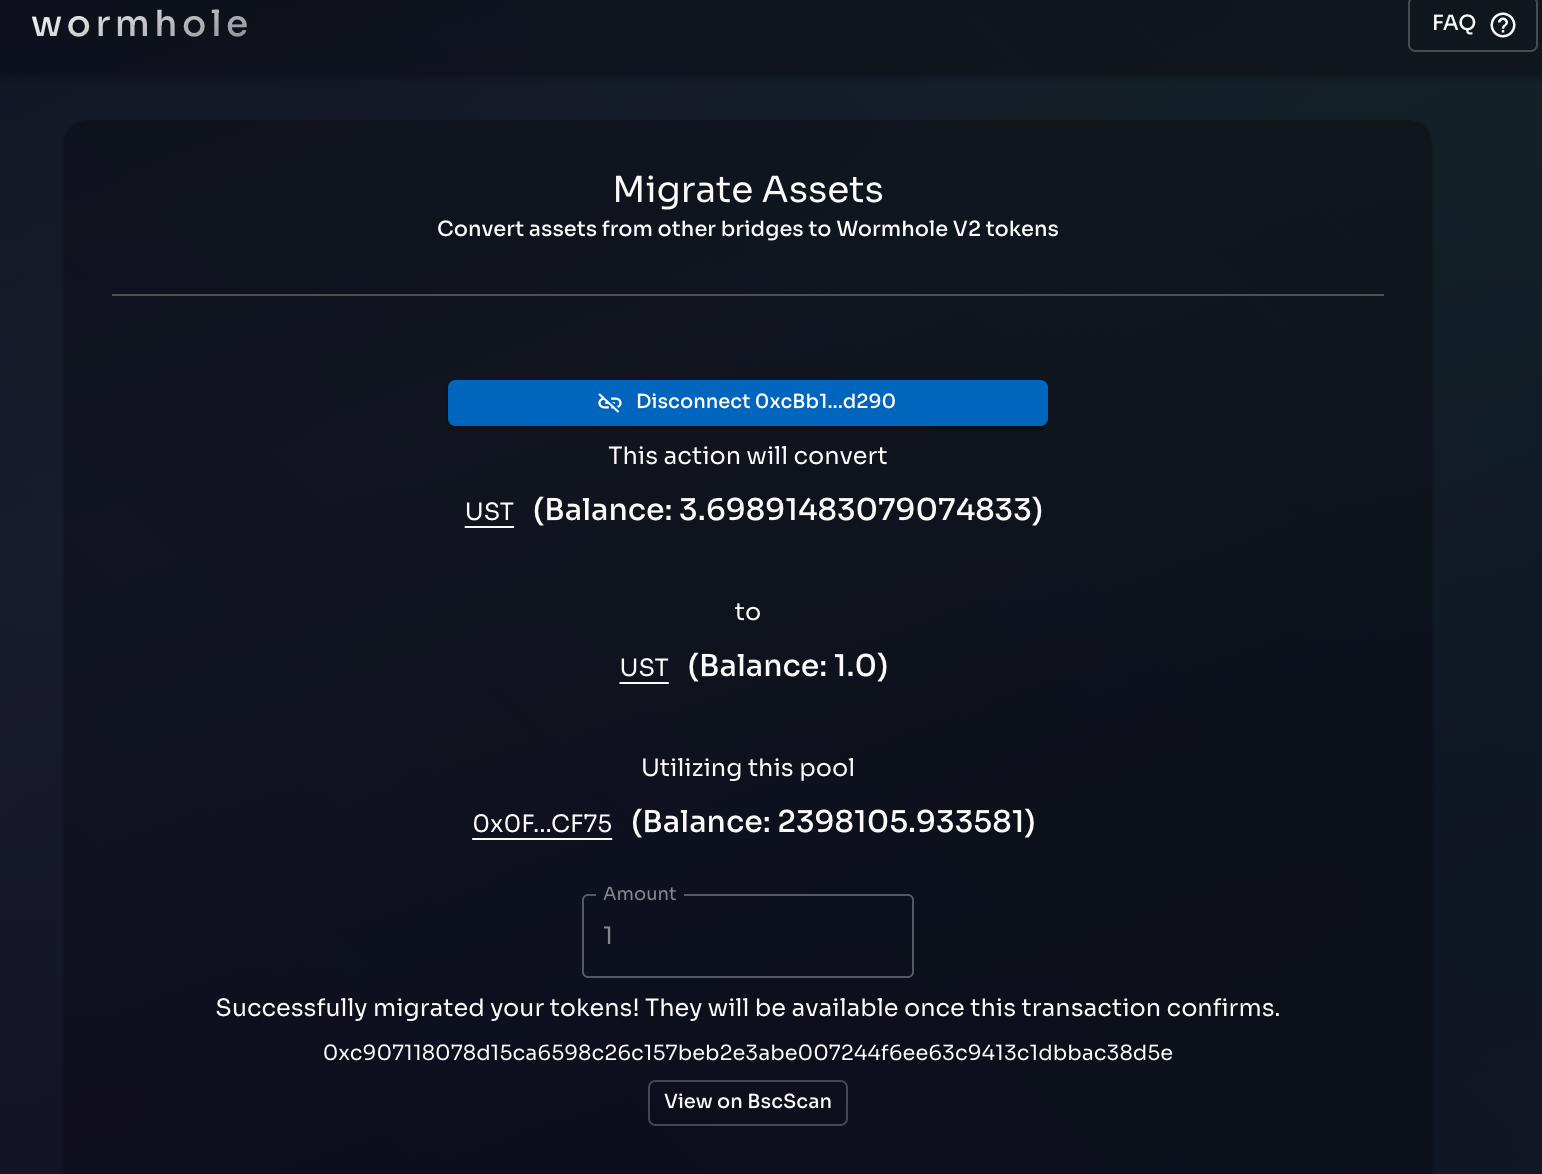 wormhole
FAQ
Migrate Assets
Convert assets from other bridges to Wormhole V2 tokens
Disconnect 0xcBb1...d290
This action will convert
UST (Balance: 3.69891483079074833)
to
UST (Balance: 1.0)
Utilizing this pool
0x0F...CF75 (Balance: 2398105.933581)
Amount
1
Successfully migrated your tokens! They will be available once this transaction confirms.
0xc907118078d15ca6598c26c157beb2e3abe007244f6ee63c9413c1dbbac38d5e
View on BscScan